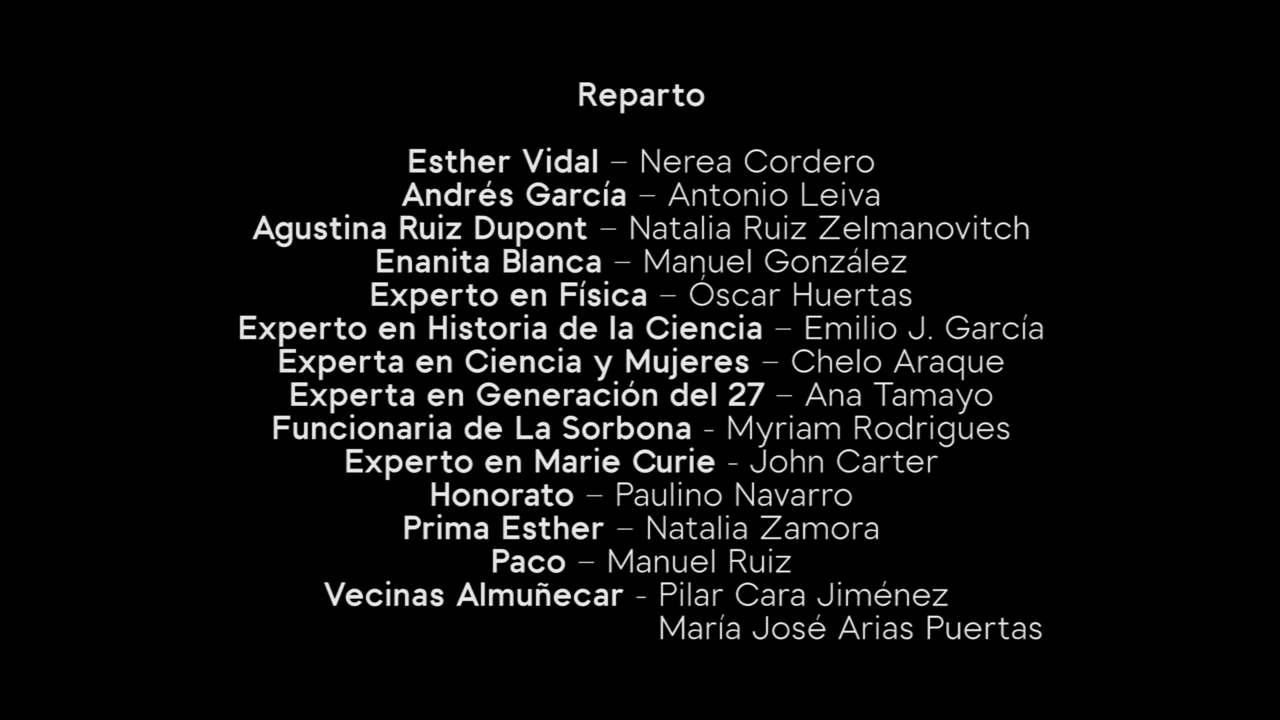 Reparto
Esther Vidal – Nerea Cordero
Andrés García – Antonio Leiva
Agustina Ruiz Dupont – Natalia Ruiz Zelmanovitch
Enanita Blanca – Manuel González
Experto en Física – Óscar Huertas
Experto en Historia de la Ciencia – Emilio J. García
Experta en Ciencia y Mujeres – Chelo Araque
Experta en Generación del 27 – Ana Tamayo
Funcionaria de La Sorbona - Myriam Rodrigues
Experto en Marie Curie - John Carter
Honorato – Paulino Navarro
Prima Esther – Natalia Zamora
Paco – Manuel Ruiz
Vecinas Almuñecar - Pilar Cara Jiménez
María José Arias Puertas